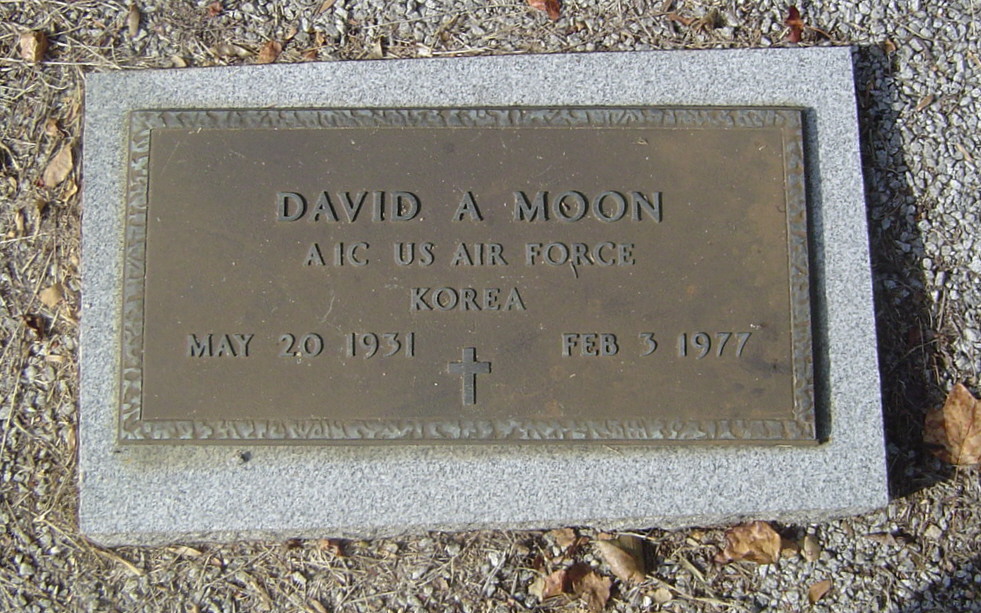 DAVID A MOON
A1C US AIR FORCE
KOREA
MAY 20 1931 FEB 3 1977